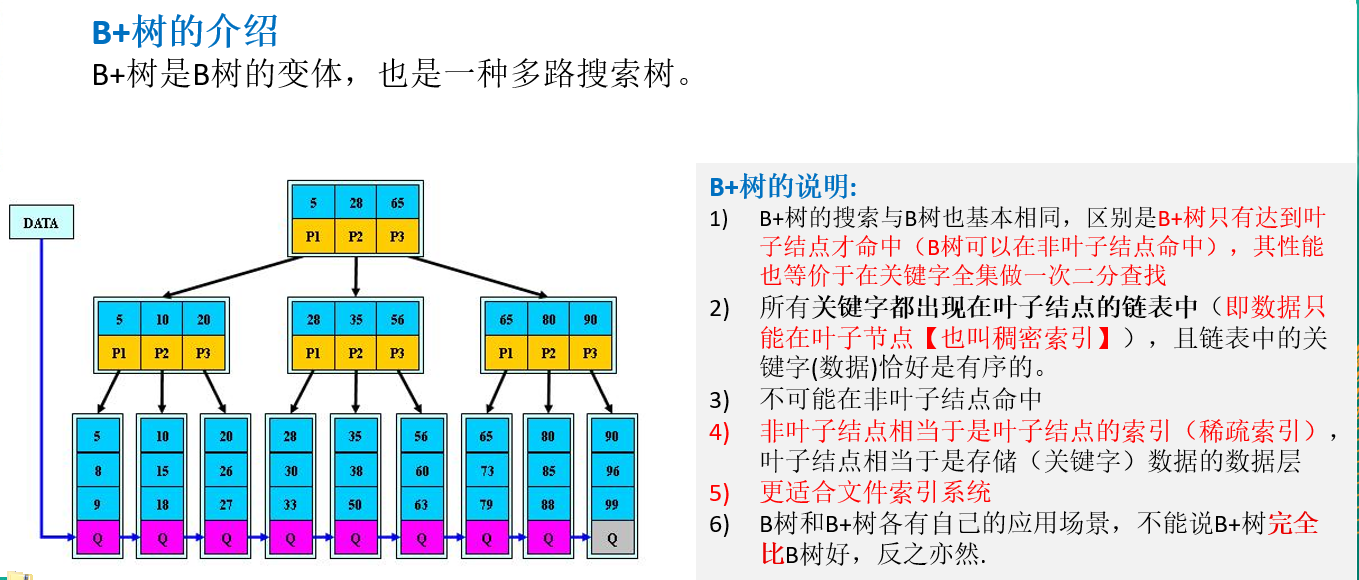 B+树的介绍
B+树是B树的变体，也是一种多路搜索树。
DATA
5 28 65
P1 P2 P3
5 10 20
P1 P2 P3
28 35 56
P1 P2 P3
65 80 90
P1 P2 P3
5 10 20 28 35 56 65 80 90
8 15 26 30 38 60 73 85 96
9 18 27 33 50 63 79 88 99
Q Q Q Q Q Q Q Q Q
B+树的说明:
1) B+树的搜索与B树也基本相同，区别是B+树只有达到叶
子结点才命中（B树可以在非叶子结点命中），其性能
也等价于在关键字全集做一次二分查找
2) 所有关键字都出现在叶子结点的链表中（即数据只
能在叶子节点【也叫稠密索引】），且链表中的关
键字(数据)恰好是有序的。
3) 不可能在非叶子结点命中
4) 非叶子结点相当于是叶子结点的索引（稀疏索引），
叶子结点相当于是存储（关键字）数据的数据层
5) 更适合文件索引系统
6) B树和B+树各有自己的应用场景，不能说B+树完全
比B树好，反之亦然.